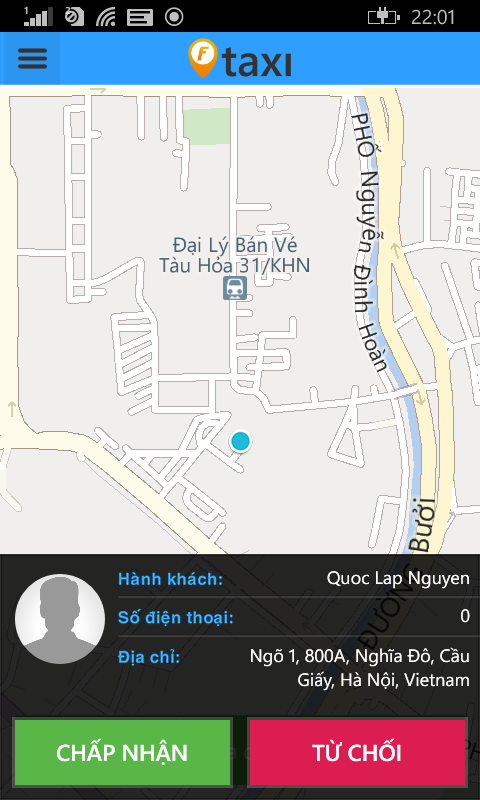 1
22:01
F taxi
PHỐ Nguyễn Đình Hoàn
Đại Lý Bán Vé
Tàu Hỏa 31/KHN
ĐƯỜNG Bưởi
Hành khách:
Quoc Lap Nguyen
Số điện thoại:
0
Địa chỉ:
Ngõ 1, 800A, Nghĩa Đô, Cầu
Giấy, Hà Nội, Vietnam
CHẤP NHẬN
TỪ CHỐI